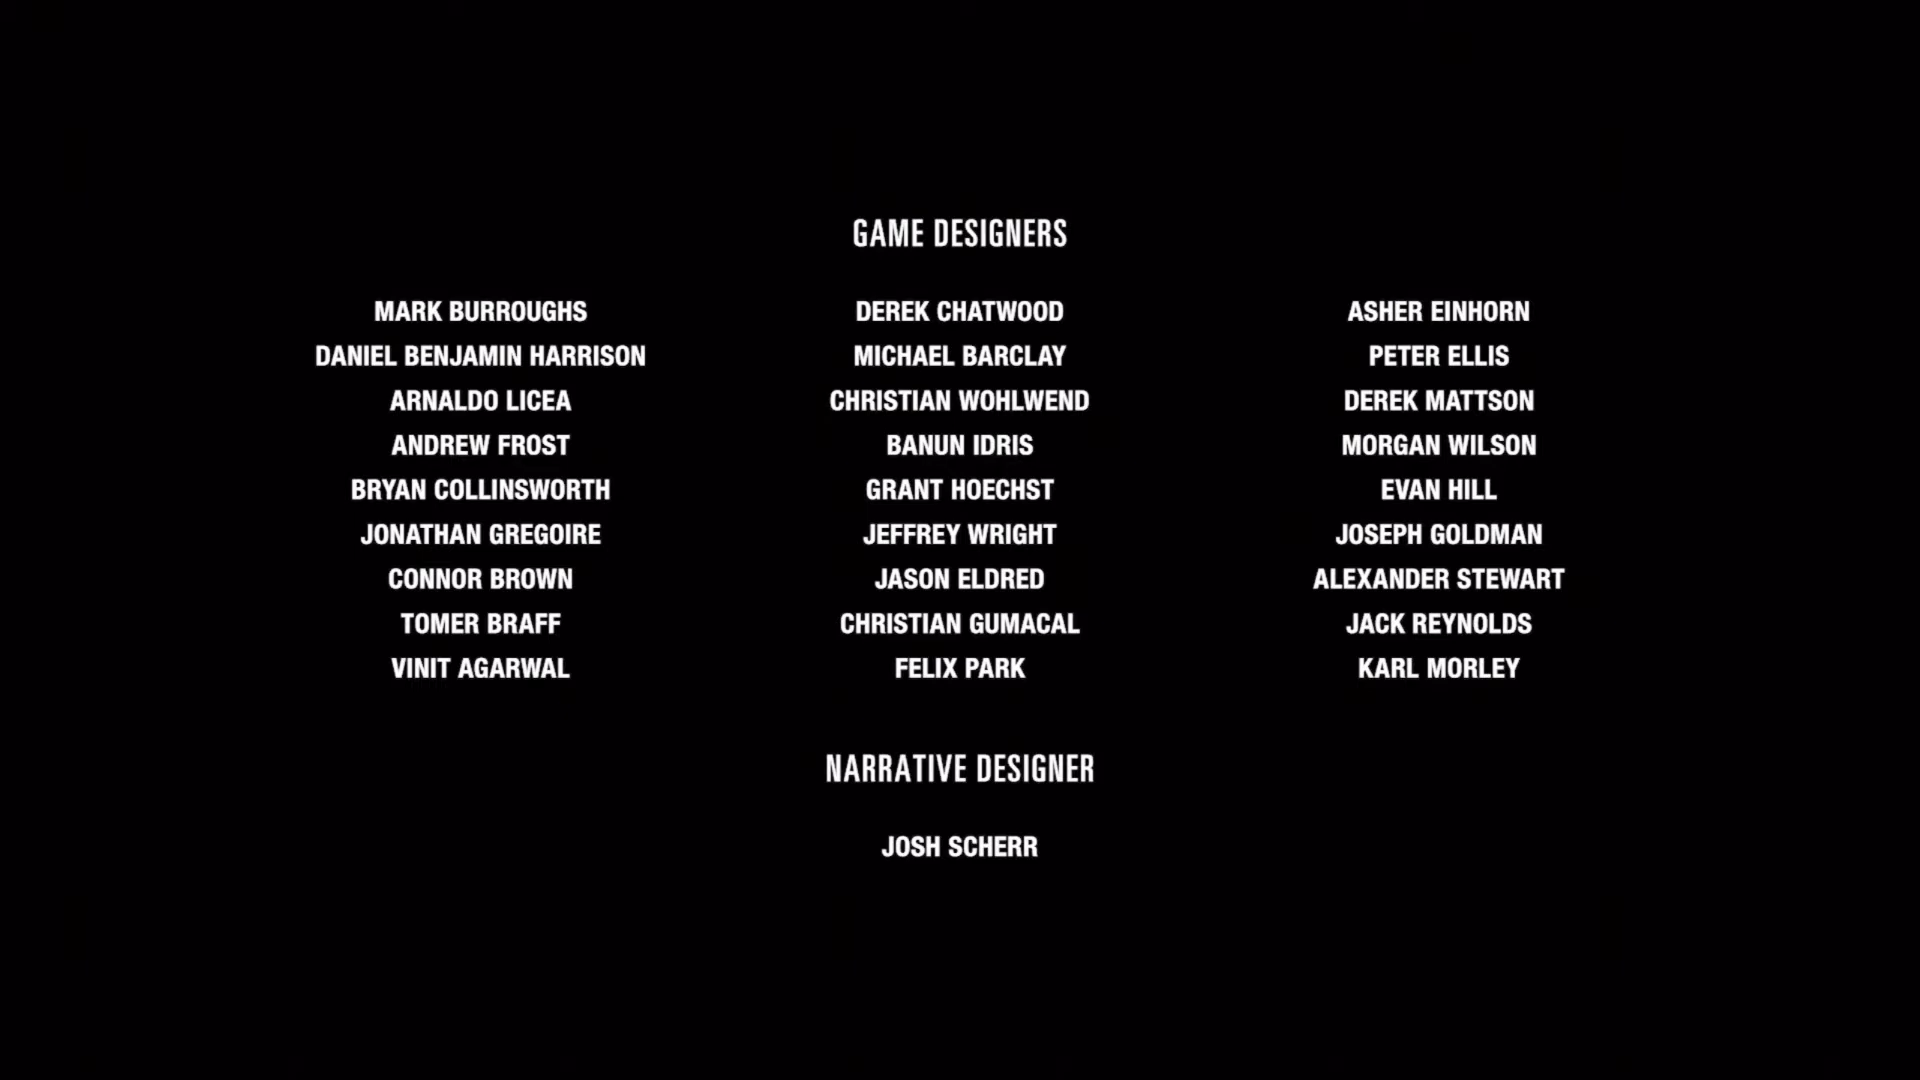 GAME DESIGNERS
MARK BURROUGHS
DEREK CHATWOOD
ASHER EINHORN
DANIEL BENJAMIN HARRISON
MICHAEL BARCLAY
PETER ELLIS
ARNALDO LICEA
CHRISTIAN WOHLWEND
DEREK MATTSON
ANDREW FROST
BANUN IDRIS
MORGAN WILSON
BRYAN COLLINSWORTH
GRANT HOECHST
EVAN HILL
JONATHAN GREGOIRE
JEFFREY WRIGHT
JOSEPH GOLDMAN
CONNOR BROWN
JASON ELDRED
ALEXANDER STEWART
TOMER BRAFF
CHRISTIAN GUMACAL
JACK REYNOLDS
VINIT AGARWAL
FELIX PARK
KARL MORLEY
NARRATIVE DESIGNER
JOSH SCHERR